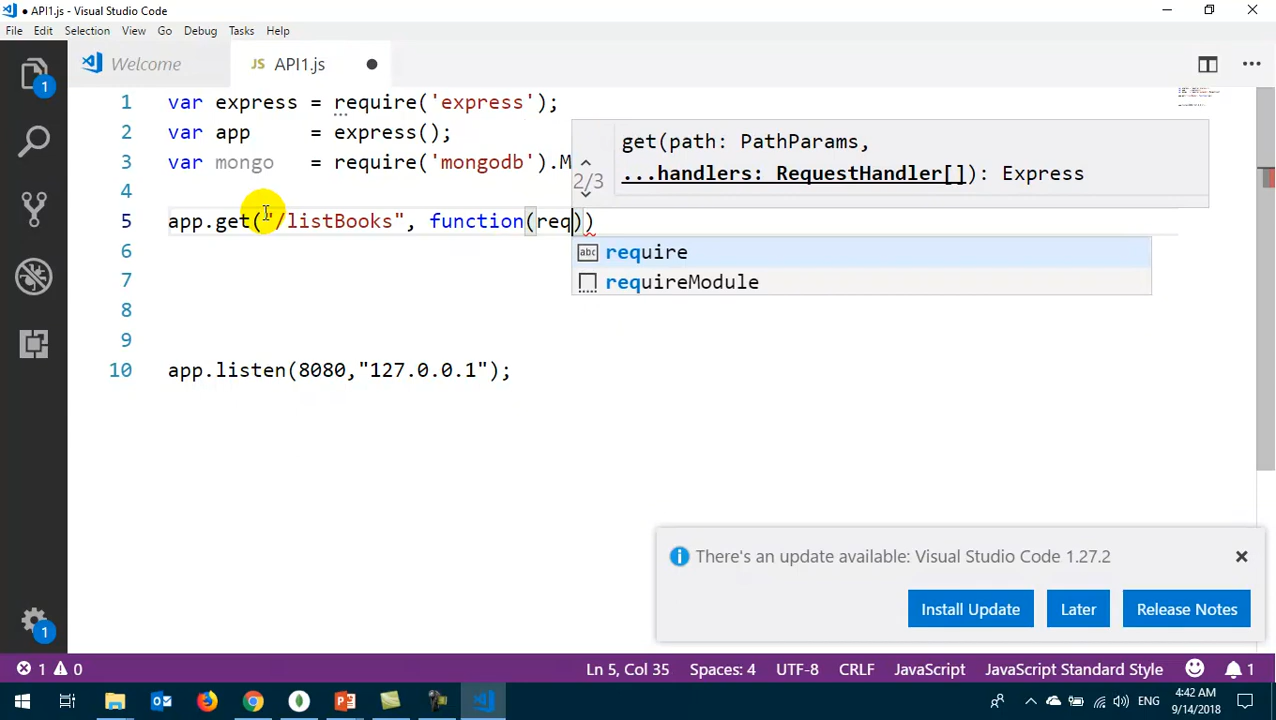 API1.js - Visual Studio Code
File Edit Selection View Go Debug Tasks Help
Welcome JS API1.js
1 var express = require('express');
2 var app = express();
3 var mongo = require('mongodb').M
get(path: PathParams,
2/3 ...handlers: RequestHandler[]): Express
4
5 app.get("/listBooks", function(req))
6 abc require
7 requireModule
8
9
10 app.listen(8080,"127.0.0.1");
There's an update available: Visual Studio Code 1.27.2
Install Update Later Release Notes
1 0 Ln 5, Col 35 Spaces: 4 UTF-8 CRLF JavaScript JavaScript Standard Style 1
ENG 4:42 AM
9/14/2018
1
1